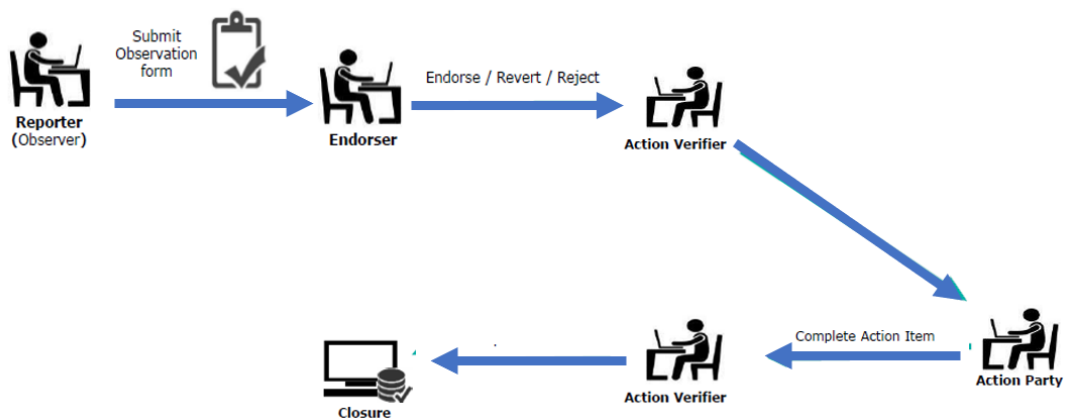 Submit
Observation
form
Reporter
(Observer)
Endorser
Endorse / Revert / Reject
Action Verifier
Complete Action Item
Action Party
Action Verifier
Closure